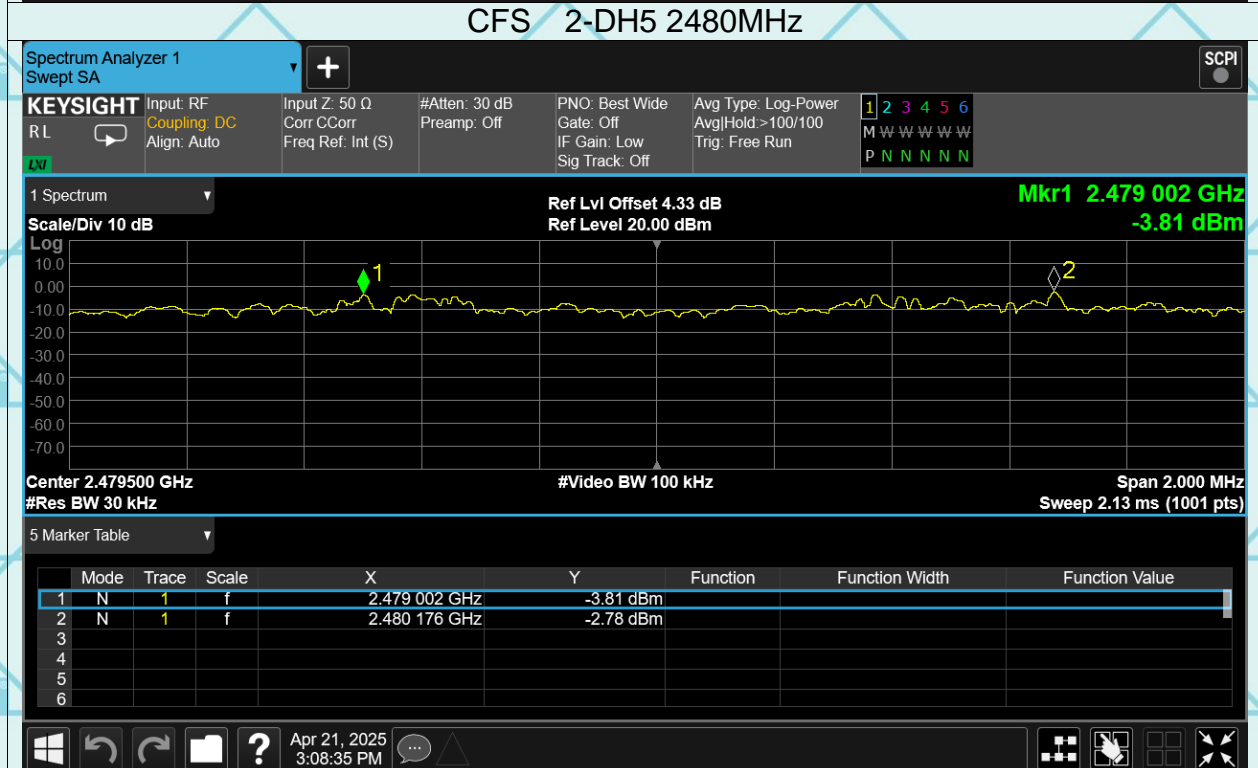 CFS 2-DH5 2480MHz
Spectrum Analyzer 1
Swept SA
▼
+
SCPI
KEYSIGHT
RL
LXI
Input: RF
Coupling: DC
Align: Auto
Input Z: 50 Ω
Corr CCorr
Freq Ref: Int (S)
#Atten: 30 dB
Preamp: Off
PNO: Best Wide
Gate: Off
IF Gain: Low
Sig Track: Off
Avg Type: Log-Power
Avg|Hold:>100/100
Trig: Free Run
1 2 3 4 5 6
M W W W W W
P N N N N N
1 Spectrum ▼
Scale/Div 10 dB
Ref Lvl Offset 4.33 dB
Ref Level 20.00 dBm
Mkr1 2.479 002 GHz
-3.81 dBm
Log
10.0
0.00
-10.0
-20.0
-30.0
-40.0
-50.0
-60.0
-70.0
1
2
Center 2.479500 GHz #Video BW 100 kHz Span 2.000 MHz
#Res BW 30 kHz Sweep 2.13 ms (1001 pts)
5 Marker Table ▼
Mode Trace Scale X Y Function Function Width Function Value
1 N 1 f 2.479 002 GHz -3.81 dBm
2 N 1 f 2.480 176 GHz -2.78 dBm
3
4
5
6
?
Apr 21, 2025
3:08:35 PM